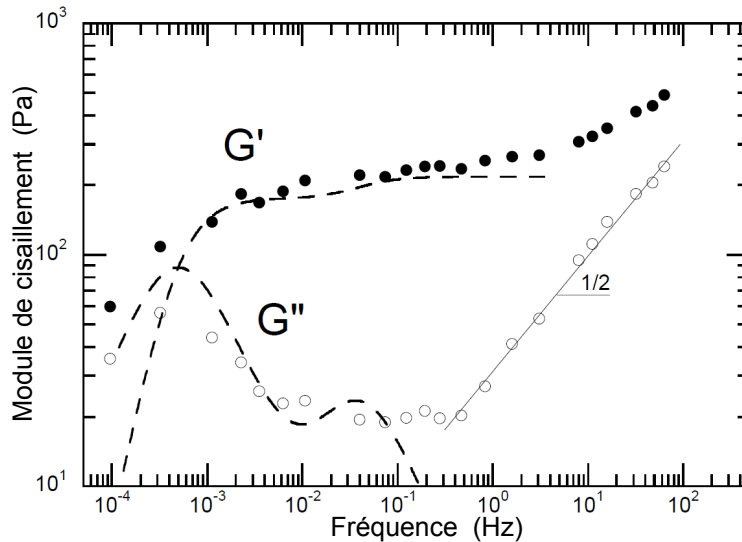 10³
Module de cisaillement (Pa)
G'
10²
1/2
G"
10¹
10⁻⁴ 10⁻³ 10⁻² 10⁻¹ 10⁰ 10¹ 10²
Fréquence (Hz)